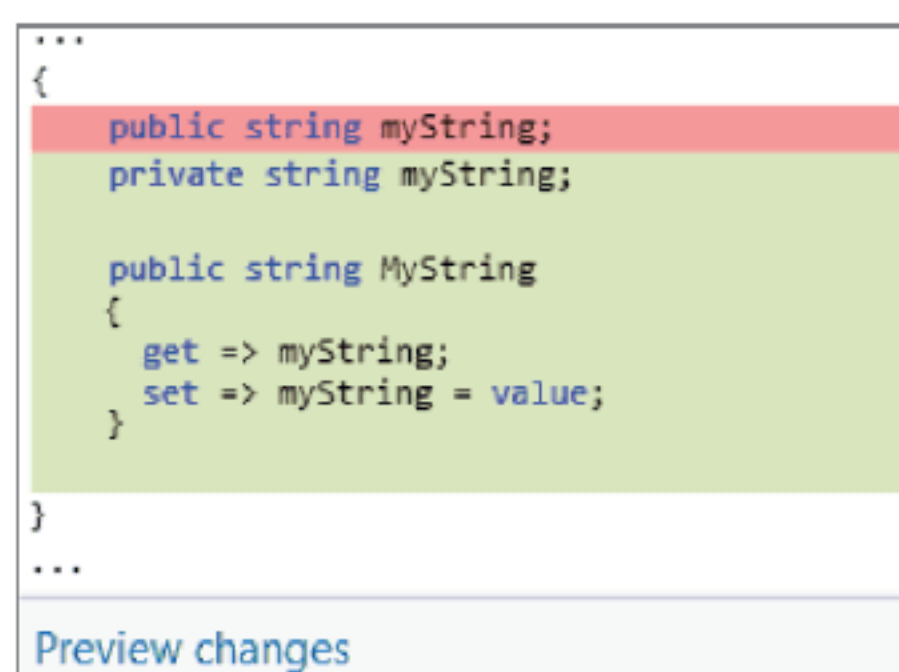 ...
{
public string myString;
private string myString;
public string MyString
{
get => myString;
set => myString = value;
}
}
...
Preview changes